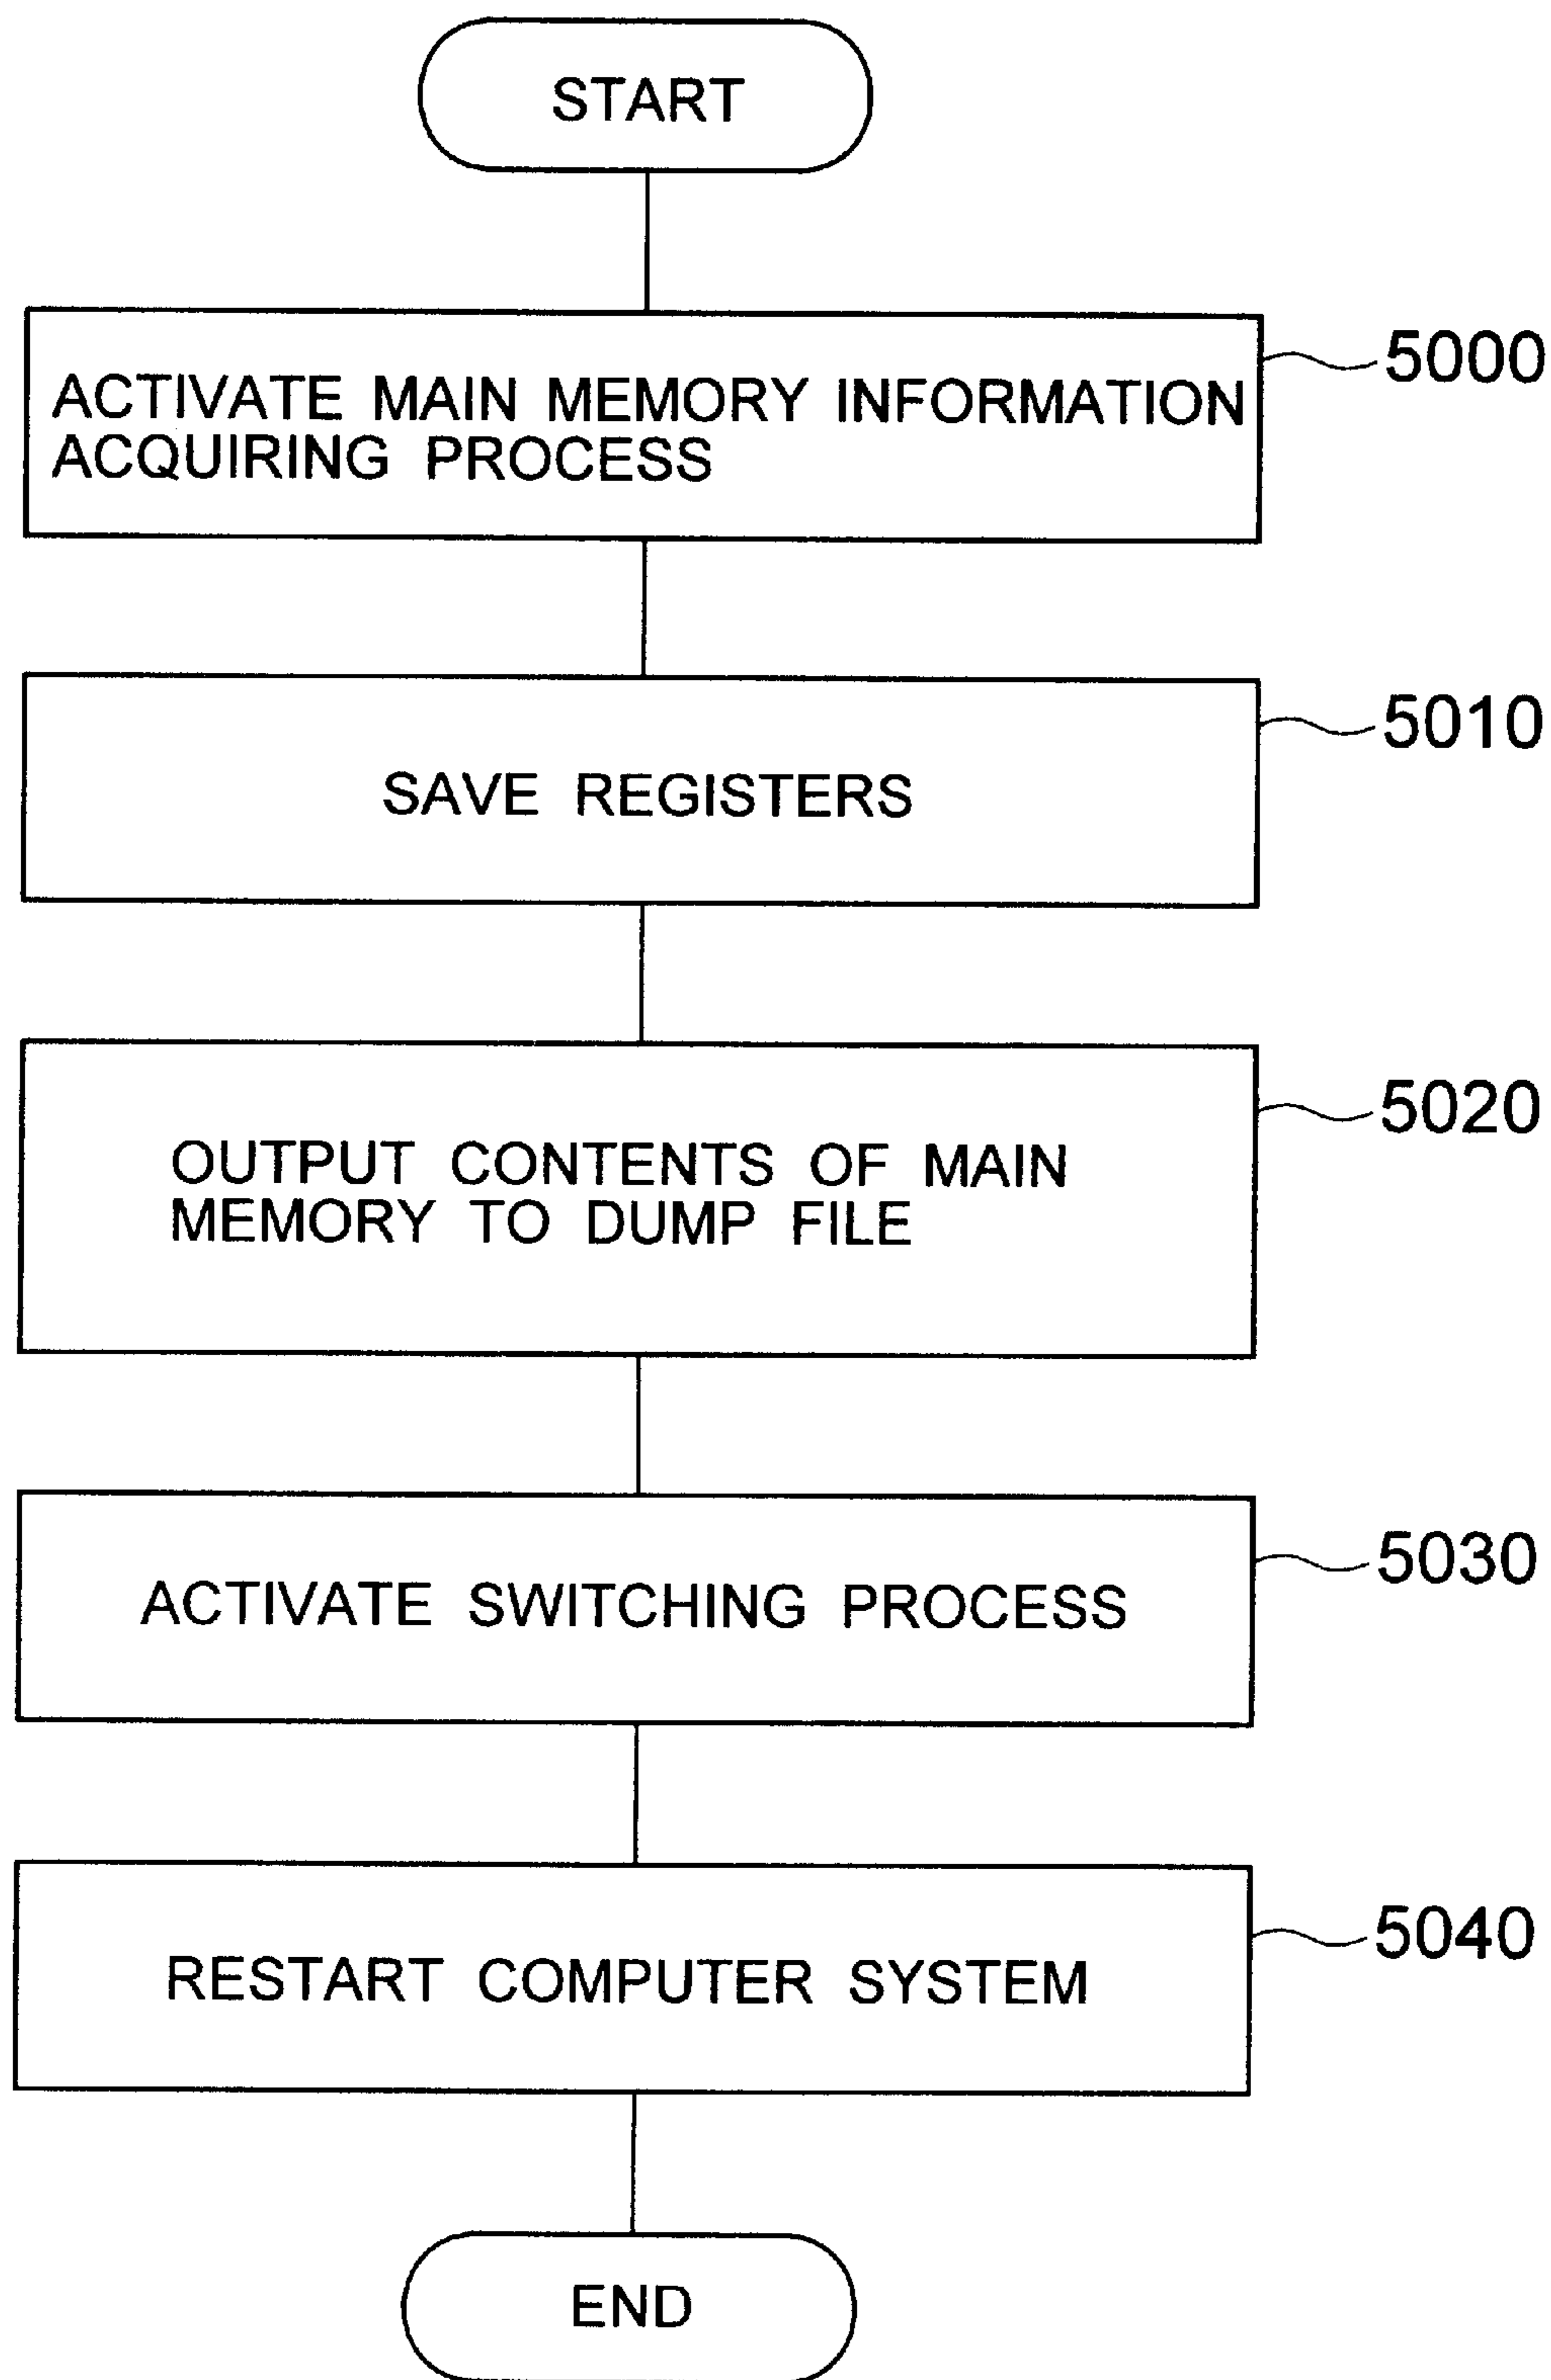 START
5000
ACTIVATE MAIN MEMORY INFORMATION
ACQUIRING PROCESS
5010
SAVE REGISTERS
5020
OUTPUT CONTENTS OF MAIN
MEMORY TO DUMP FILE
5030
ACTIVATE SWITCHING PROCESS
5040
RESTART COMPUTER SYSTEM
END